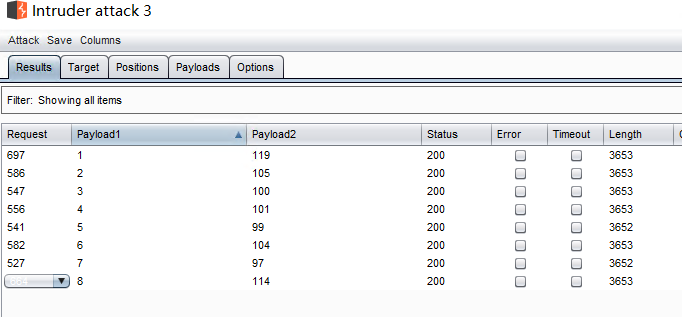 Intruder attack 3
Attack Save Columns
Results Target Positions Payloads Options
Filter: Showing all items
Request Payload1 Payload2 Status Error Timeout Length
697 1 119 200 3653
586 2 105 200 3653
547 3 100 200 3653
556 4 101 200 3653
541 5 99 200 3652
582 6 104 200 3653
527 7 97 200 3652
8 114 200 3653